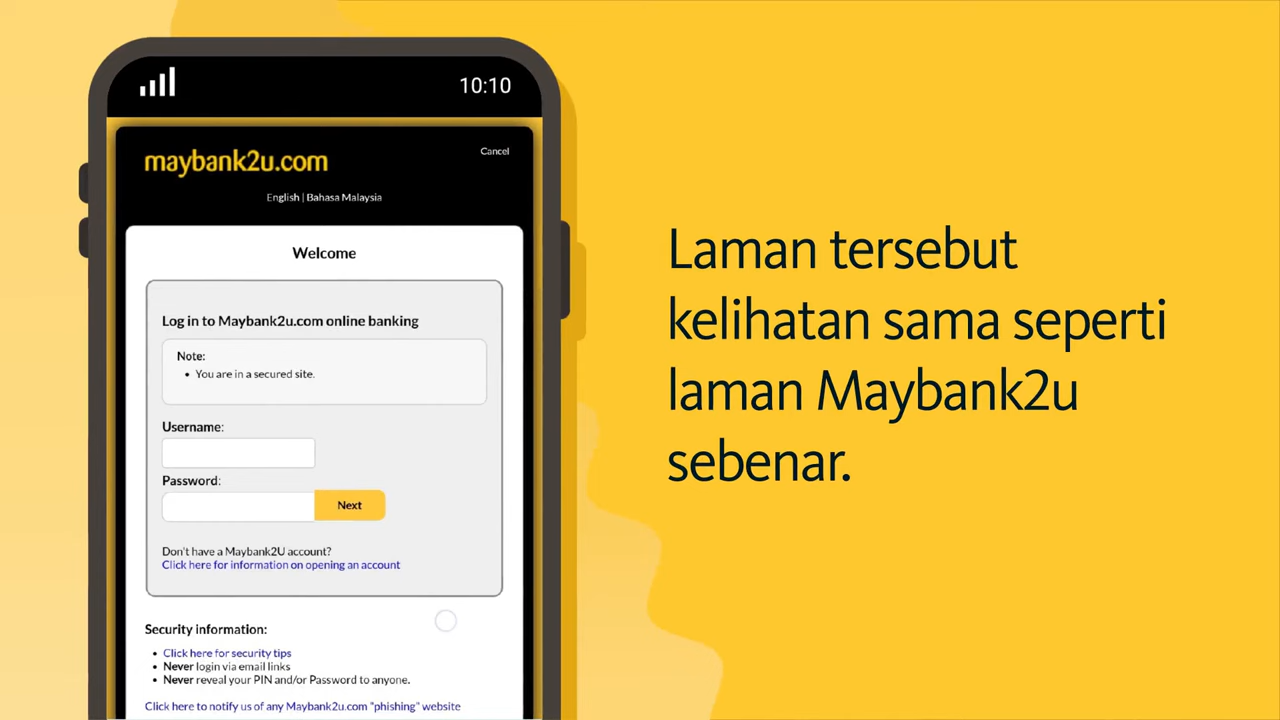 10:10
maybank2u.com
Cancel
English | Bahasa Malaysia
Welcome
Log in to Maybank2u.com online banking
Note:
• You are in a secured site.
Username:
Password:
Next
Don't have a Maybank2U account?
Click here for information on opening an account
Security information:
• Click here for security tips
• Never login via email links
• Never reveal your PIN and/or Password to anyone.
Click here to notify us of any Maybank2u.com "phishing" website
Laman tersebut
kelihatan sama seperti
laman Maybank2u
sebenar.